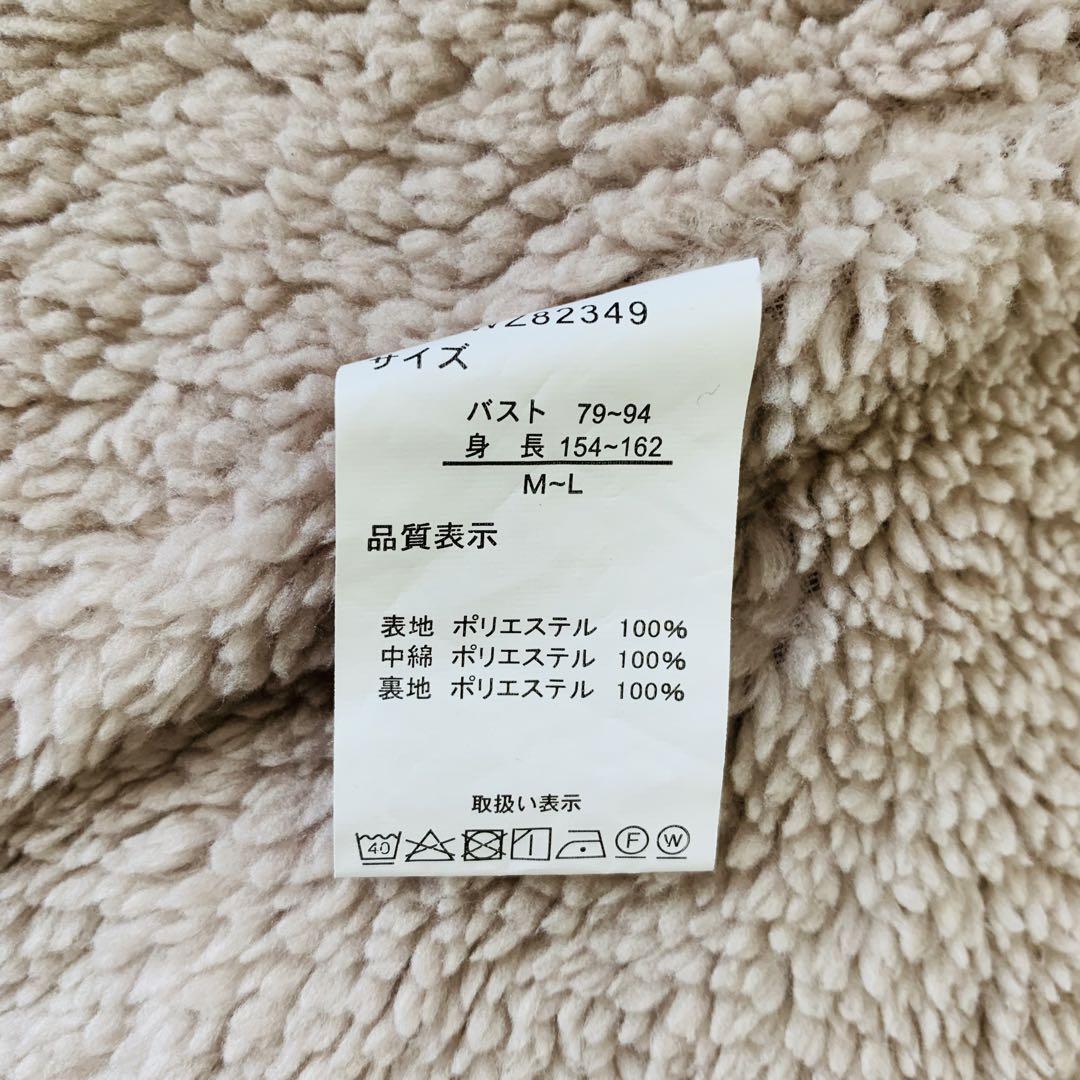 Z82349
サイズ
バスト 79~94
身 長 154~162
M~L
品質表示
表地 ポリエステル 100%
中綿 ポリエステル 100%
裏地 ポリエステル 100%
取扱い表示
40 F W